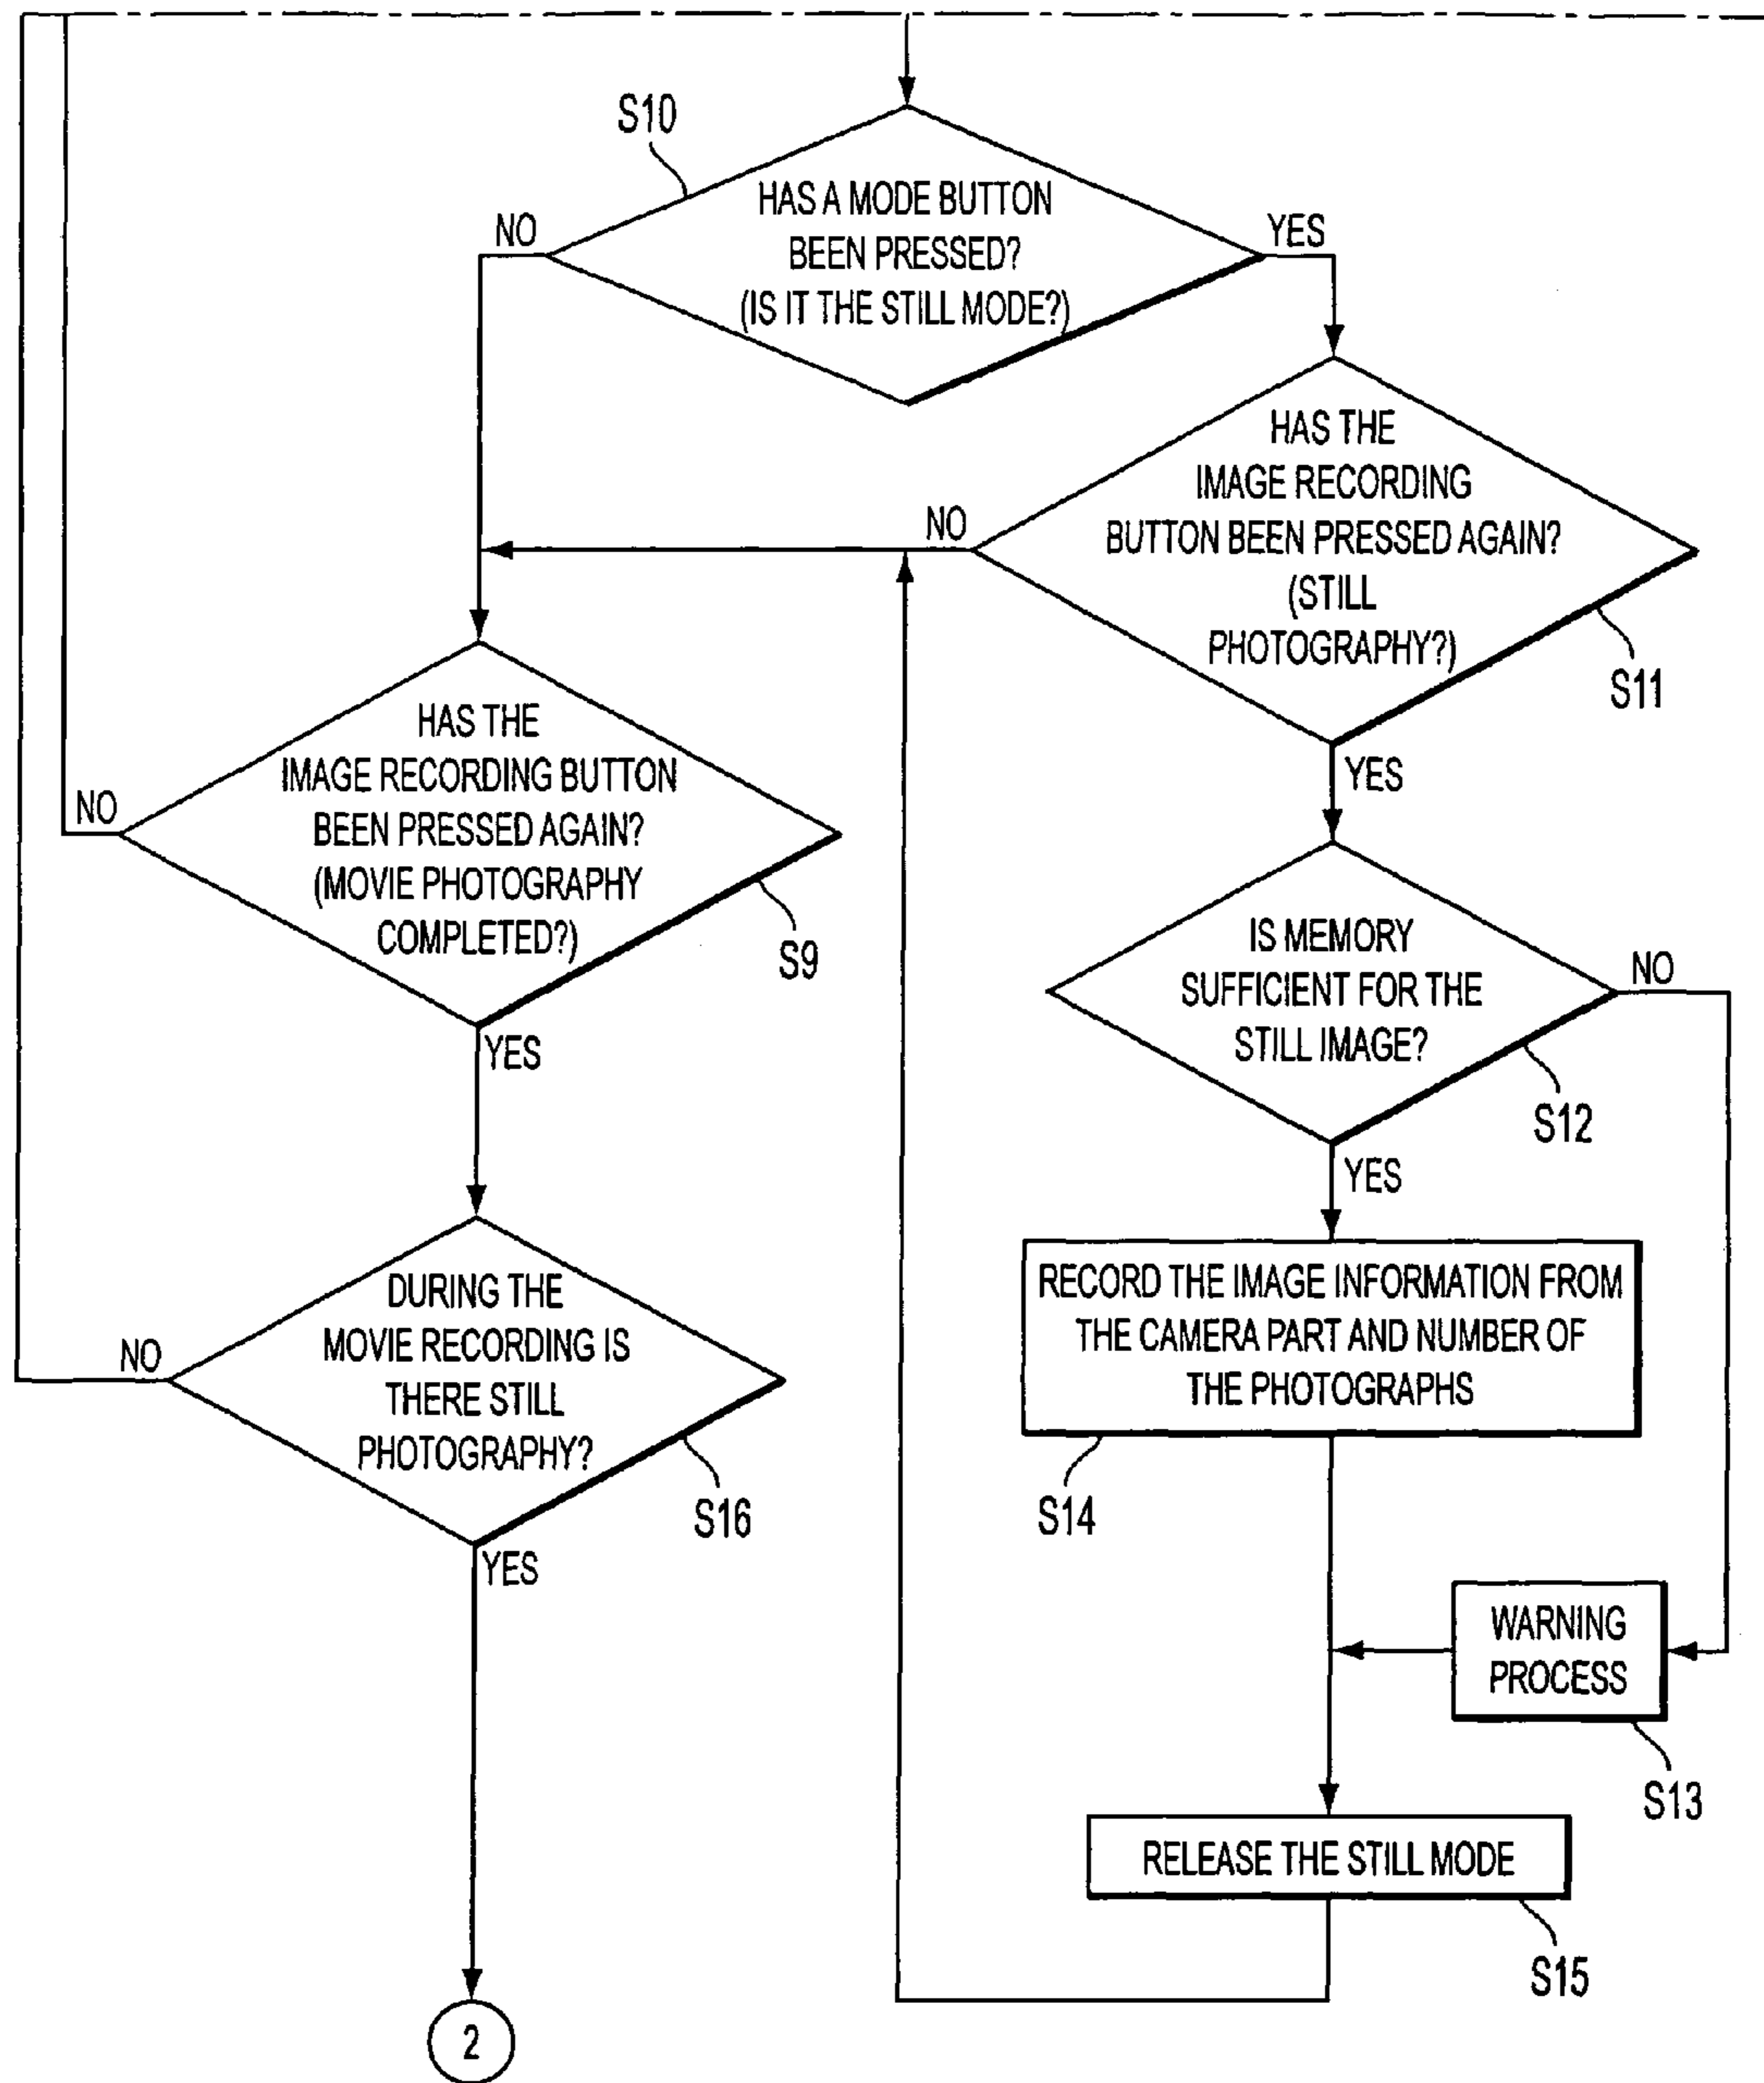 S10
HAS A MODE BUTTON
BEEN PRESSED?
(IS IT THE STILL MODE?)
NO
YES
HAS THE
IMAGE RECORDING
BUTTON BEEN PRESSED AGAIN?
(STILL
PHOTOGRAPHY?)
NO
S11
YES
HAS THE
IMAGE RECORDING BUTTON
BEEN PRESSED AGAIN?
(MOVIE PHOTOGRAPHY
COMPLETED?)
NO
S9
YES
IS MEMORY
SUFFICIENT FOR THE
STILL IMAGE?
NO
S12
YES
DURING THE
MOVIE RECORDING IS
THERE STILL
PHOTOGRAPHY?
NO
S16
YES
RECORD THE IMAGE INFORMATION FROM
THE CAMERA PART AND NUMBER OF
THE PHOTOGRAPHS
S14
WARNING
PROCESS
S13
RELEASE THE STILL MODE
S15
2